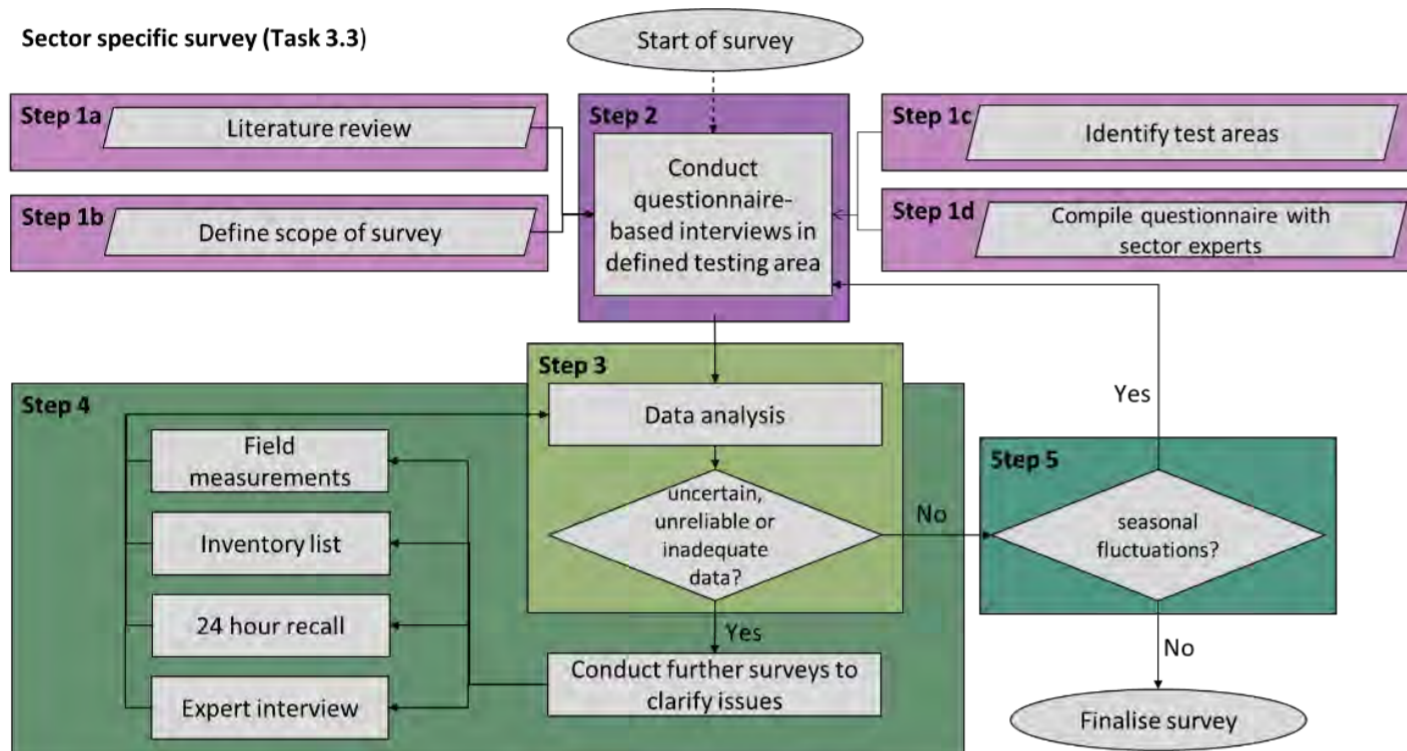 Sector specific survey (Task 3.3)
Start of survey
Step 1a
Literature review
Step 1b
Define scope of survey
Step 2
Conduct
questionnaire-
based interviews in
defined testing area
Step 1c
Identify test areas
Step 1d
Compile questionnaire with
sector experts
Step 3
Data analysis
uncertain,
unreliable or
inadequate
data?
No
Yes
Step 4
Field
measurements
Inventory list
24 hour recall
Expert interview
Conduct further surveys to
clarify issues
Yes
Step 5
seasonal
fluctuations?
No
Finalise survey